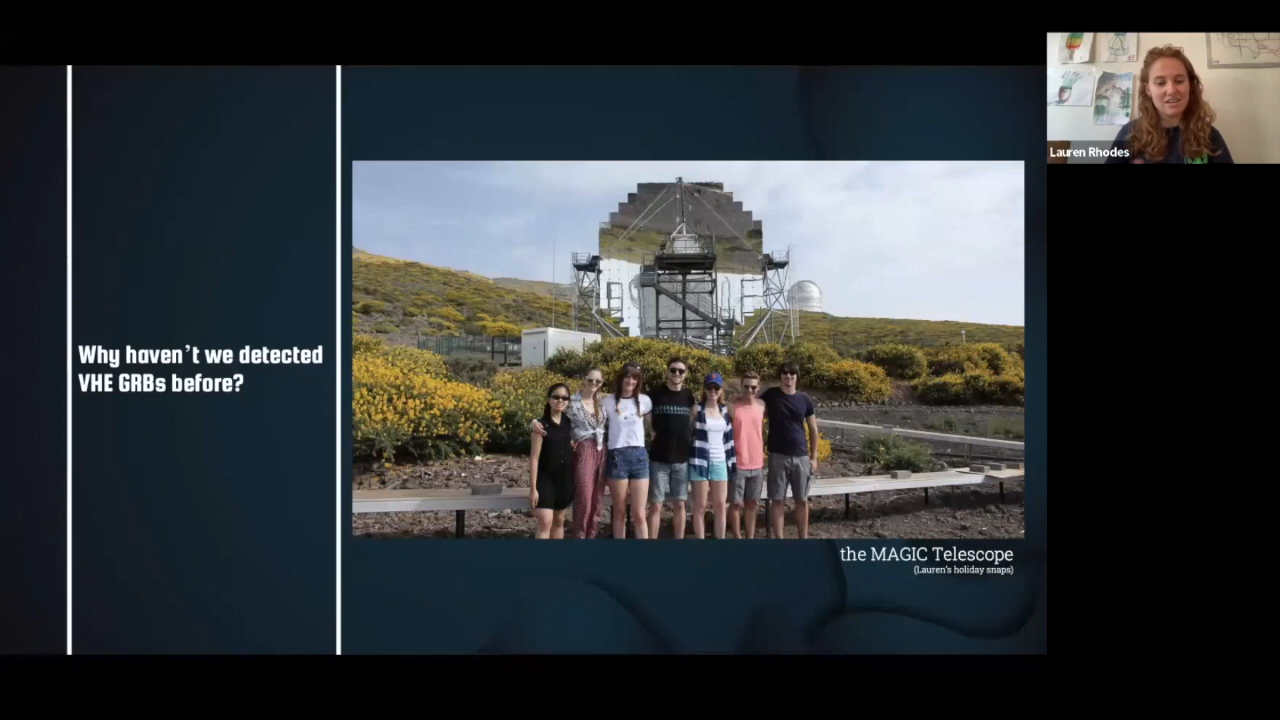 Lauren Rhodes
Why haven't we detected
VHE GRBs before?
the MAGIC Telescope
(Lauren's holiday snaps)